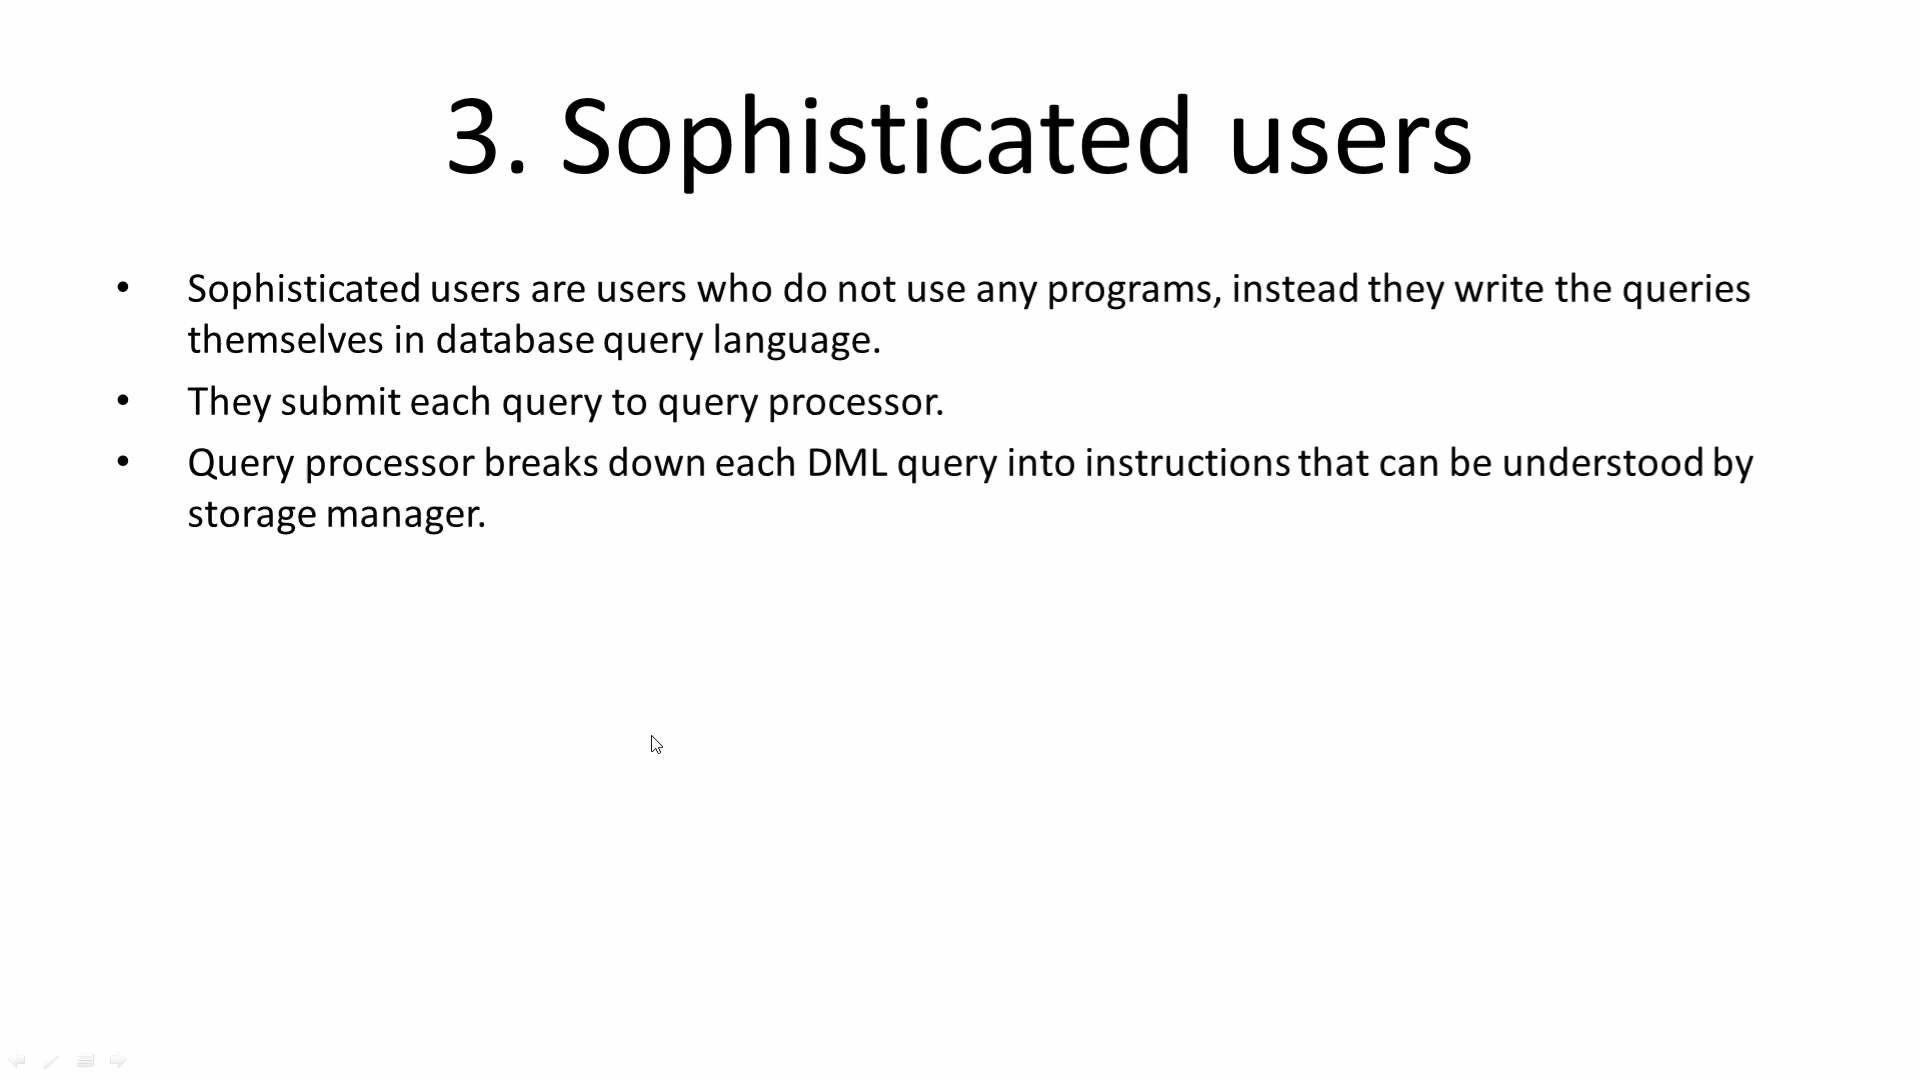 3. Sophisticated users
• Sophisticated users are users who do not use any programs, instead they write the queries
themselves in database query language.
• They submit each query to query processor.
• Query processor breaks down each DML query into instructions that can be understood by
storage manager.